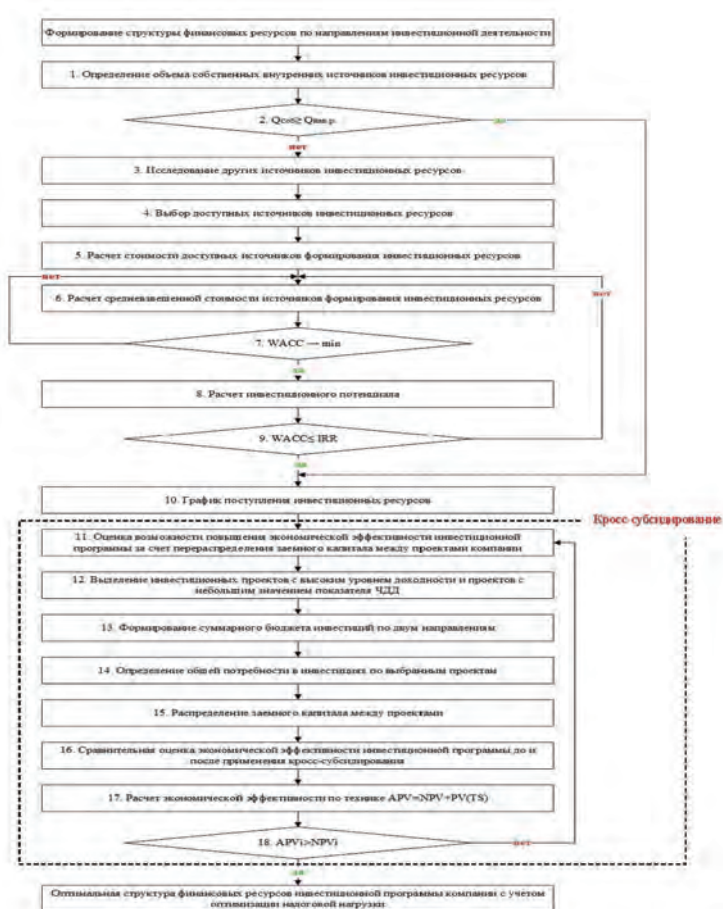 Формирование структуры финансовых ресурсов по направлениям инвестиционной деятельности
1. Определение объема собственных внутренних источников инвестиционных ресурсов
2. Qсоб≥ Qинв.р.
да
нет
3. Исследование других источников инвестиционных ресурсов
4. Выбор доступных источников инвестиционных ресурсов
5. Расчет стоимости доступных источников формирования инвестиционных ресурсов
нет
нет
6. Расчет средневзвешенной стоимости источников формирования инвестиционных ресурсов
7. WACC → min
да
8. Расчет инвестиционного потенциала
9. WACC≤ IRR
да
10. График поступления инвестиционных ресурсов
Кросс-субсидирование
11. Оценка возможности повышения экономической эффективности инвестиционной
программы за счет перераспределения заемного капитала между проектами компании
12. Выделение инвестиционных проектов с высоким уровнем доходности и проектов с
небольшим значением показателя ЧДД
13. Формирование суммарного бюджета инвестиций по двум направлениям
14. Определение общей потребности в инвестициях по выбранным проектам
15. Распределение заемного капитала между проектами
16. Сравнительная оценка экономической эффективности инвестиционной программы до и
после применения кросс-субсидирования
17. Расчет экономической эффективности по технике APV=NPV+PV(TS)
18. APVi>NPVi
нет
да
Оптимальная структура финансовых ресурсов инвестиционной программы компании с учетом
оптимизации налоговой нагрузки